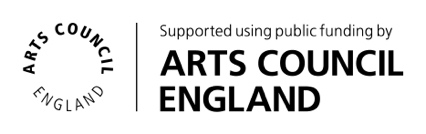 ARTS COUNCIL
ENGLAND
Supported using public funding by
ARTS COUNCIL
ENGLAND